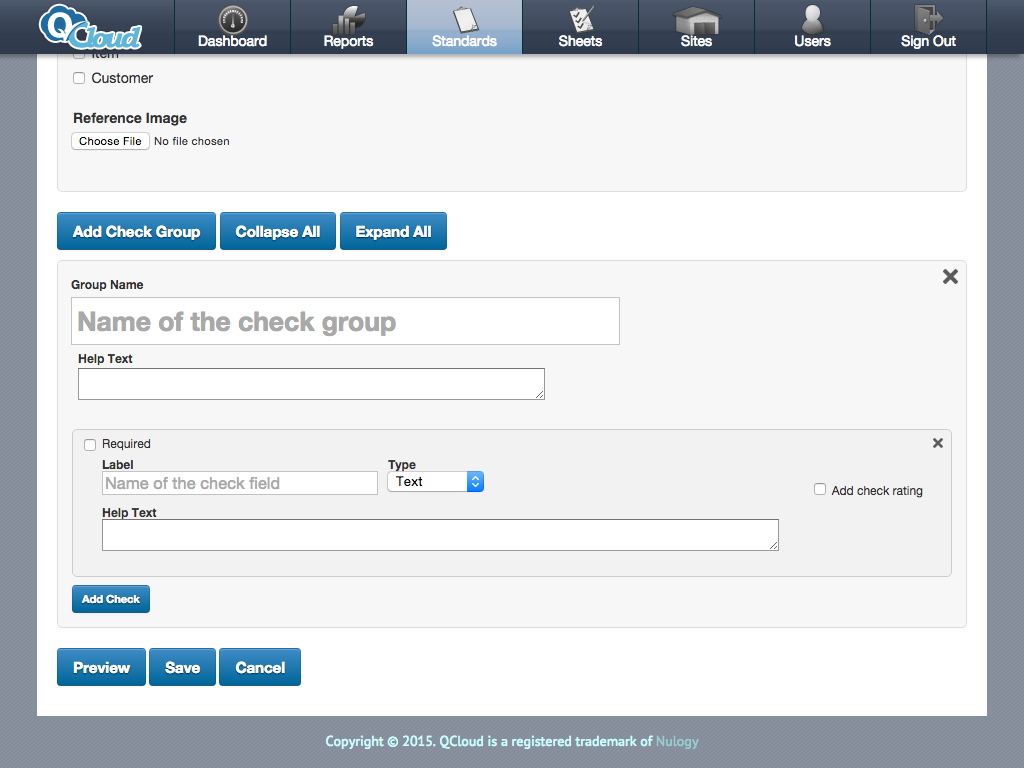 QCloud
Dashboard
Reports
Standards
Sheets
Sites
Users
Sign Out
Item
Customer
Reference Image
Choose File No file chosen
Add Check Group
Collapse All
Expand All
Group Name
Name of the check group
Help Text
Required
Label
Type
Name of the check field
Text
Add check rating
Help Text
Add Check
Preview
Save
Cancel
Copyright © 2015. QCloud is a registered trademark of Nulogy